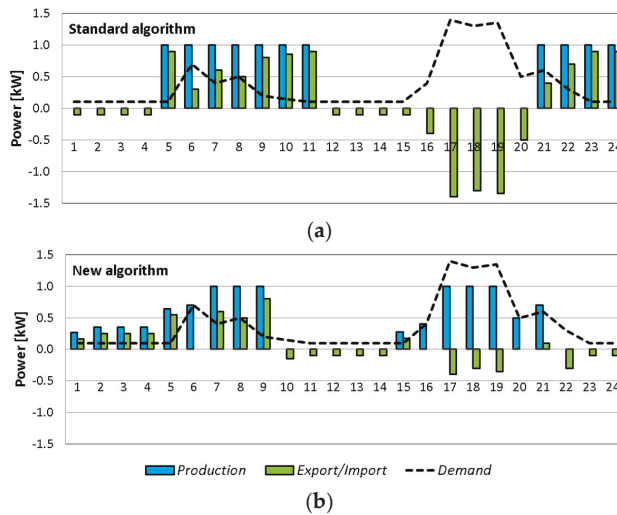 Standard algorithm
Power [kW]
1.5
1.0
0.5
0.0
-0.5
-1.0
-1.5
1 2 3 4 5 6 7 8 9 10 11 12 13 14 15 16 17 18 19 20 21 22 23 24
(a)
New algorithm
Power [kW]
1.5
1.0
0.5
0.0
-0.5
-1.0
-1.5
1 2 3 4 5 6 7 8 9 10 11 12 13 14 15 16 17 18 19 20 21 22 23 24
Production Export/Import Demand
(b)